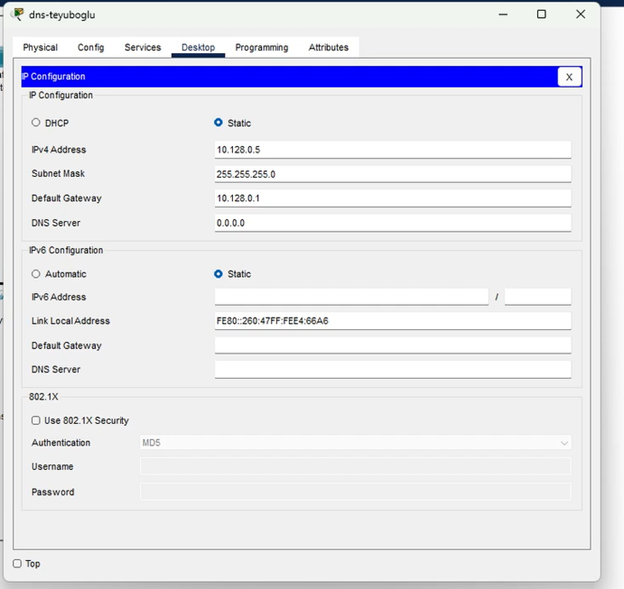 dns-teyuboglu
Physical Config Services Desktop Programming Attributes
IP Configuration X
IP Configuration
DHCP Static
IPv4 Address 10.128.0.5
Subnet Mask 255.255.255.0
Default Gateway 10.128.0.1
DNS Server 0.0.0.0
IPv6 Configuration
Automatic Static
IPv6 Address /
Link Local Address FE80::260:47FF:FEE4:66A6
Default Gateway
DNS Server
802.1X
Use 802.1X Security
Authentication MD5
Username
Password
Top